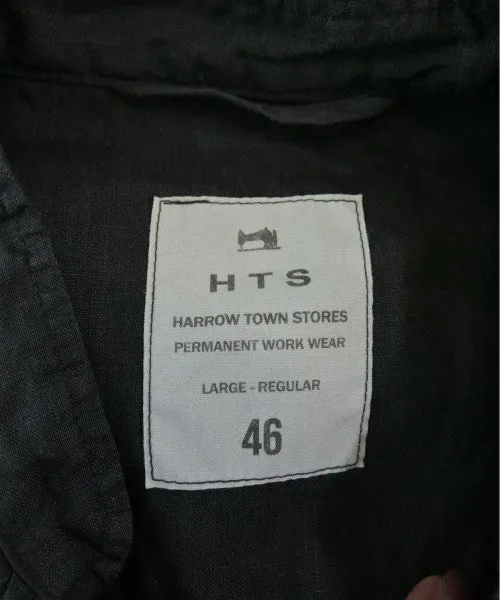 HTS
HARROW TOWN STORES
PERMANENT WORK WEAR
LARGE - REGULAR
46